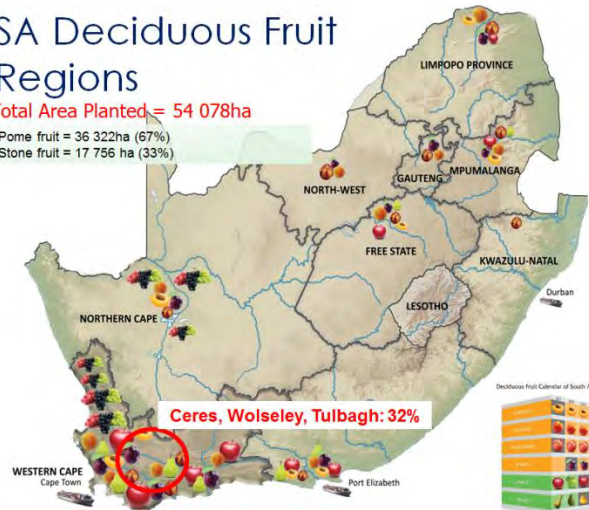 SA Deciduous Fruit
Regions
Total Area Planted = 54 078ha
Pome fruit = 36 322ha (67%)
Stone fruit = 17 756 ha (33%)
LIMPOPO PROVINCE
NORTH-WEST
GAUTENG
MPUMALANGA
FREE STATE
KWAZULU-NATAL
Durban
LESOTHO
NORTHERN CAPE
Ceres, Wolseley, Tulbagh: 32%
Deciduous Fruit Calendar of South A
WESTERN CAPE
Cape Town
Port Elizabeth